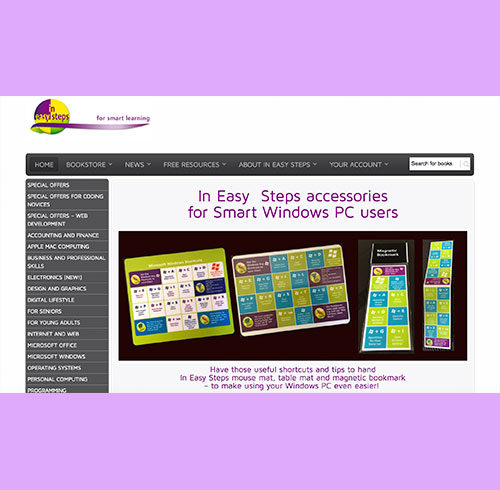 in
easy steps
for smart learning
HOME BOOKSTORE NEWS FREE RESOURCES ABOUT IN EASY STEPS YOUR ACCOUNT Search for books
SPECIAL OFFERS
SPECIAL OFFERS FOR CODING
NOVICES
SPECIAL OFFERS – WEB
DEVELOPMENT
ACCOUNTING AND FINANCE
APPLE MAC COMPUTING
BUSINESS AND PROFESSIONAL
SKILLS
ELECTRONICS [NEW!]
DESIGN AND GRAPHICS
DIGITAL LIFESTYLE
FOR SENIORS
FOR YOUNG ADULTS
INTERNET AND WEB
MICROSOFT OFFICE
MICROSOFT WINDOWS
OPERATING SYSTEMS
PERSONAL COMPUTING
PROGRAMMING
In Easy Steps accessories
for Smart Windows PC users
Microsoft Windows Shortcuts
Magnetic
Bookmark
Have those useful shortcuts and tips to hand
In Easy Steps mouse mat, table mat and magnetic bookmark
– to make using your Windows PC even easier!